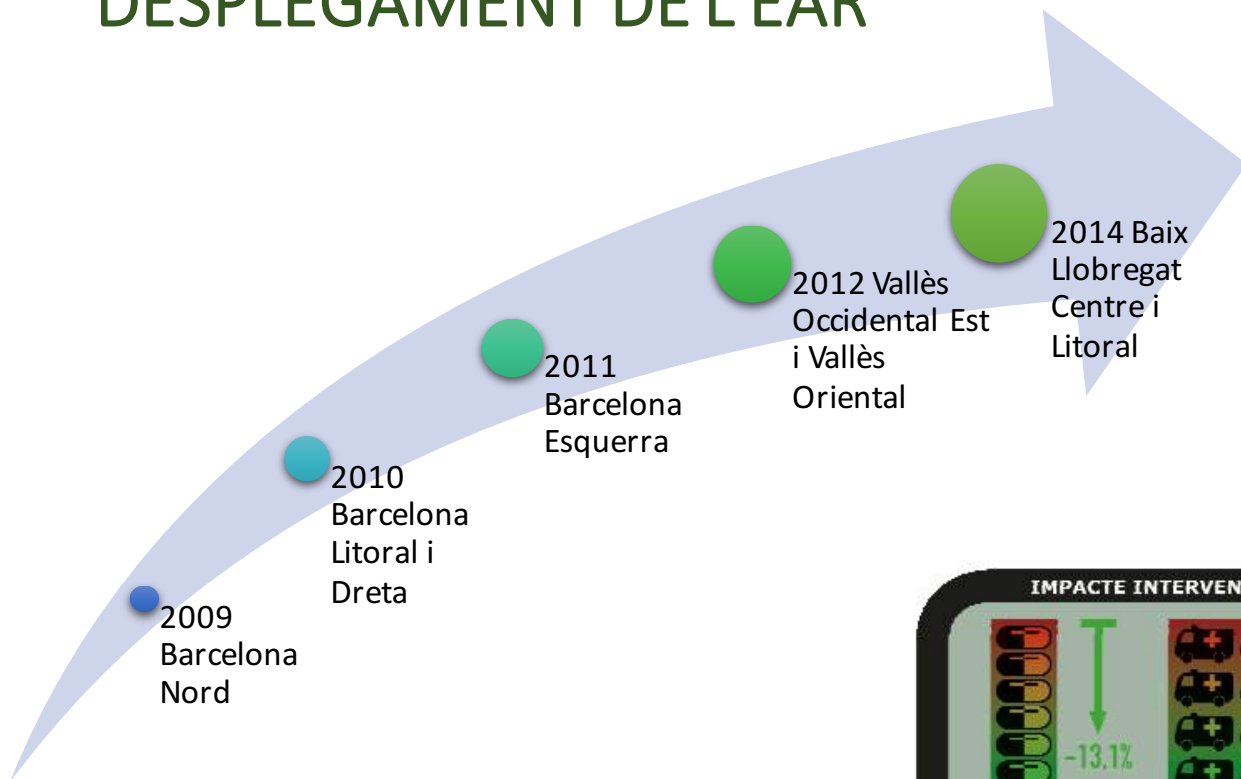 DESPLEGAMENT DE L'EAR
2014 Baix
Llobregat
Centre i
Litoral
2012 Vallès
Occidental Est
i Vallès
Oriental
2011
Barcelona
Esquerra
2010
Barcelona
Litoral i
Dreta
2009
Barcelona
Nord
IMPACTE INTERVEN
-13,1%